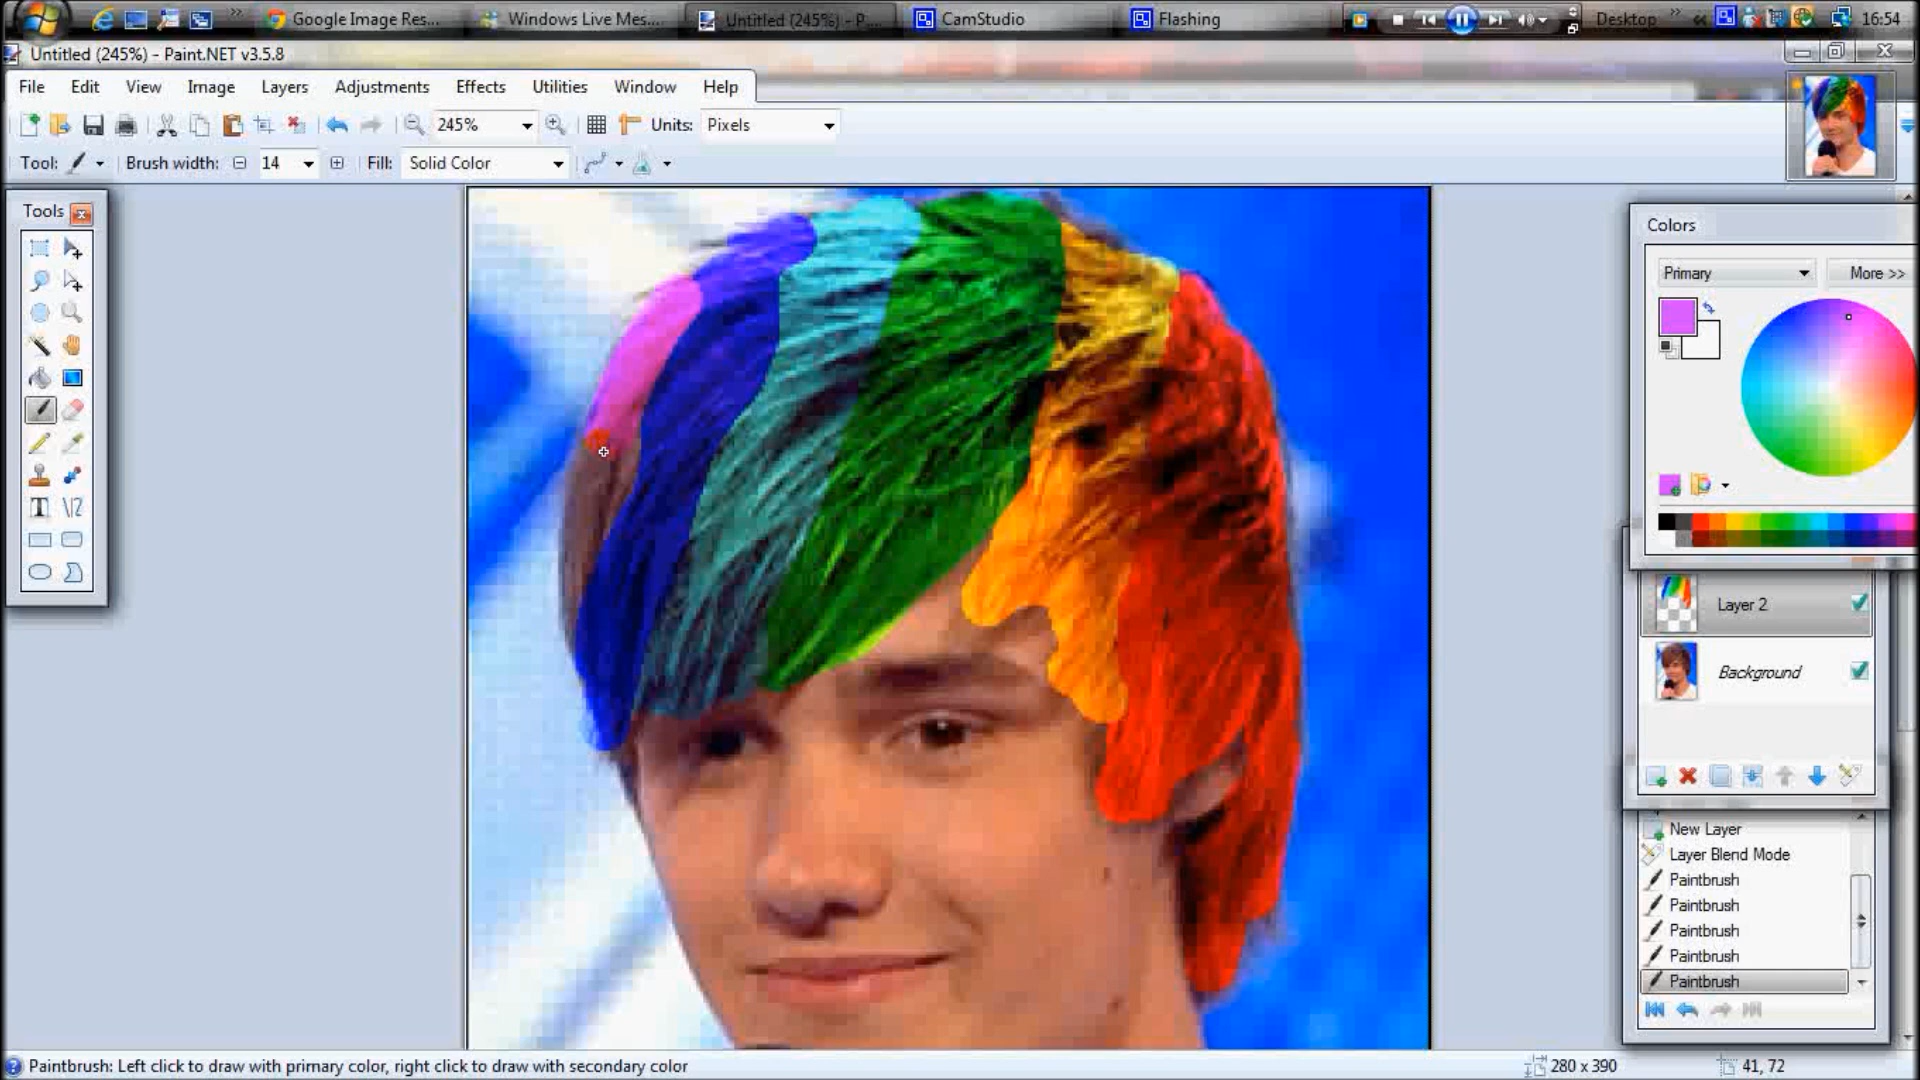 Google Image Res...
Windows Live Mes...
Untitled (245%) - P...
CamStudio
Flashing
Desktop
16:54
Untitled (245%) - Paint.NET v3.5.8
File Edit View Image Layers Adjustments Effects Utilities Window Help
245% Units: Pixels
Tool: Brush width: 14 Fill: Solid Color
Tools
Colors
Primary More >>
Layer 2
Background
New Layer
Layer Blend Mode
Paintbrush
Paintbrush
Paintbrush
Paintbrush
Paintbrush
Paintbrush: Left click to draw with primary color, right click to draw with secondary color
280 x 390
41, 72